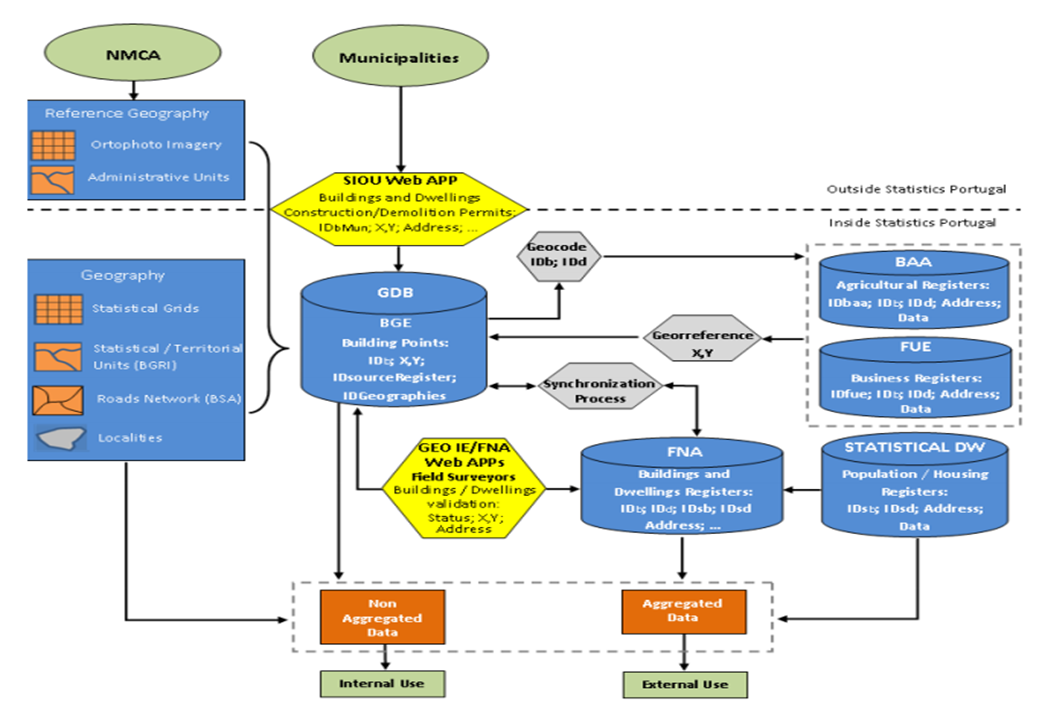 NMCA
Municipalities
Reference Geography
Ortophoto Imagery
Administrative Units
SIOU Web APP
Buildings and Dwellings
Construction/Demolition Permits:
IDbMun; X,Y; Address; ...
Outside Statistics Portugal
Inside Statistics Portugal
Geography
Statistical Grids
Statistical / Territorial
Units (BGRI)
Roads Network (BSA)
Localities
GDB
BGE
Building Points:
IDb; X,Y;
IDsourceRegister;
IDGeographies
Geocode
IDb; IDd
Georreference
X,Y
Synchronization
Process
BAA
Agricultural Registers:
IDbaa; IDb; IDd; Address;
Data
FUE
Business Registers:
IDfue; IDb; IDd; Address;
Data
GEO IE/FNA
Web APPs
Field Surveyors
Buildings / Dwellings
validation:
Status; X,Y;
Address
FNA
Buildings and
Dwellings Registers:
IDb; IDd; IDsb; IDsd
Address; ...
STATISTICAL DW
Population / Housing
Registers:
IDsb; IDsd; Address;
Data
Non
Aggregated
Data
Aggregated
Data
Internal Use
External Use